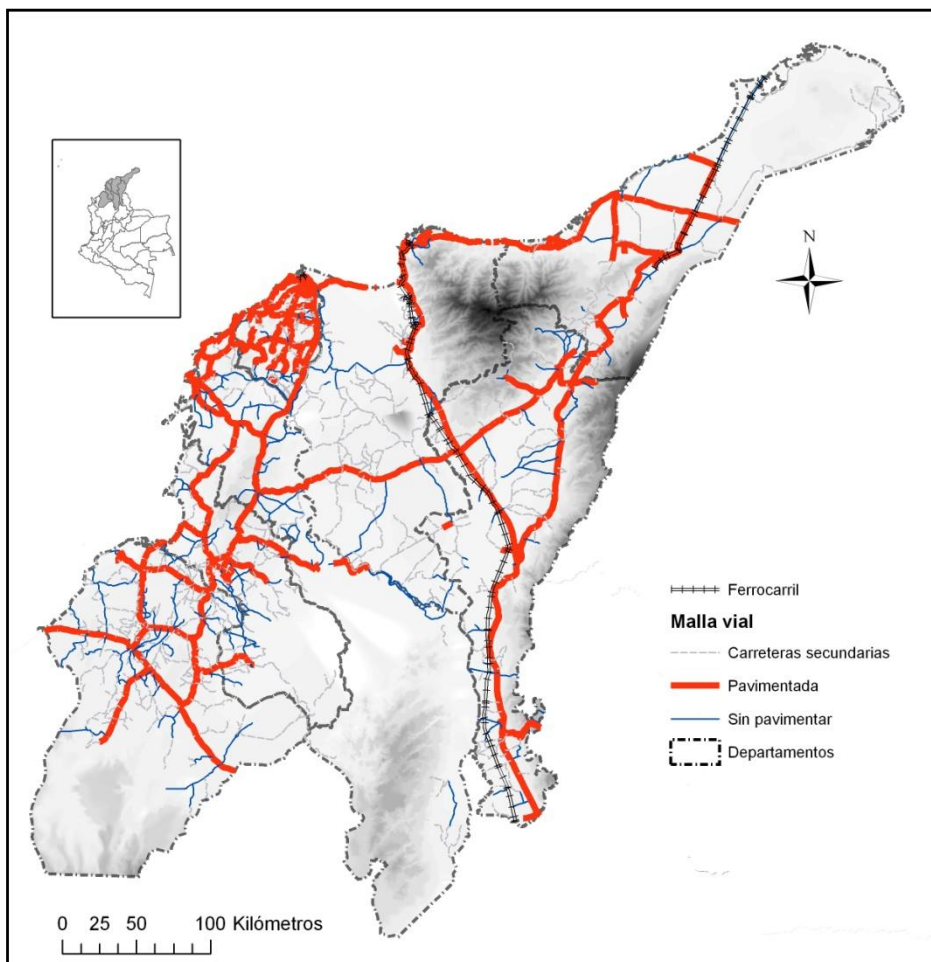 N
Ferrocarril
Malla vial
Carreteras secundarias
Pavimentada
Sin pavimentar
Departamentos
0 25 50 100 Kilómetros